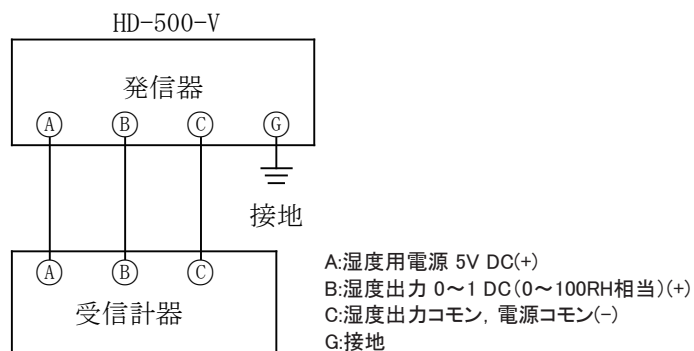 HD-500-V
発信器
A B C G
接地
A B C
受信計器
A:湿度用電源 5V DC(+)
B:湿度出力 0～1 DC(0～100RH相当)(+)
C:湿度出力コモン, 電源コモン(-)
G:接地